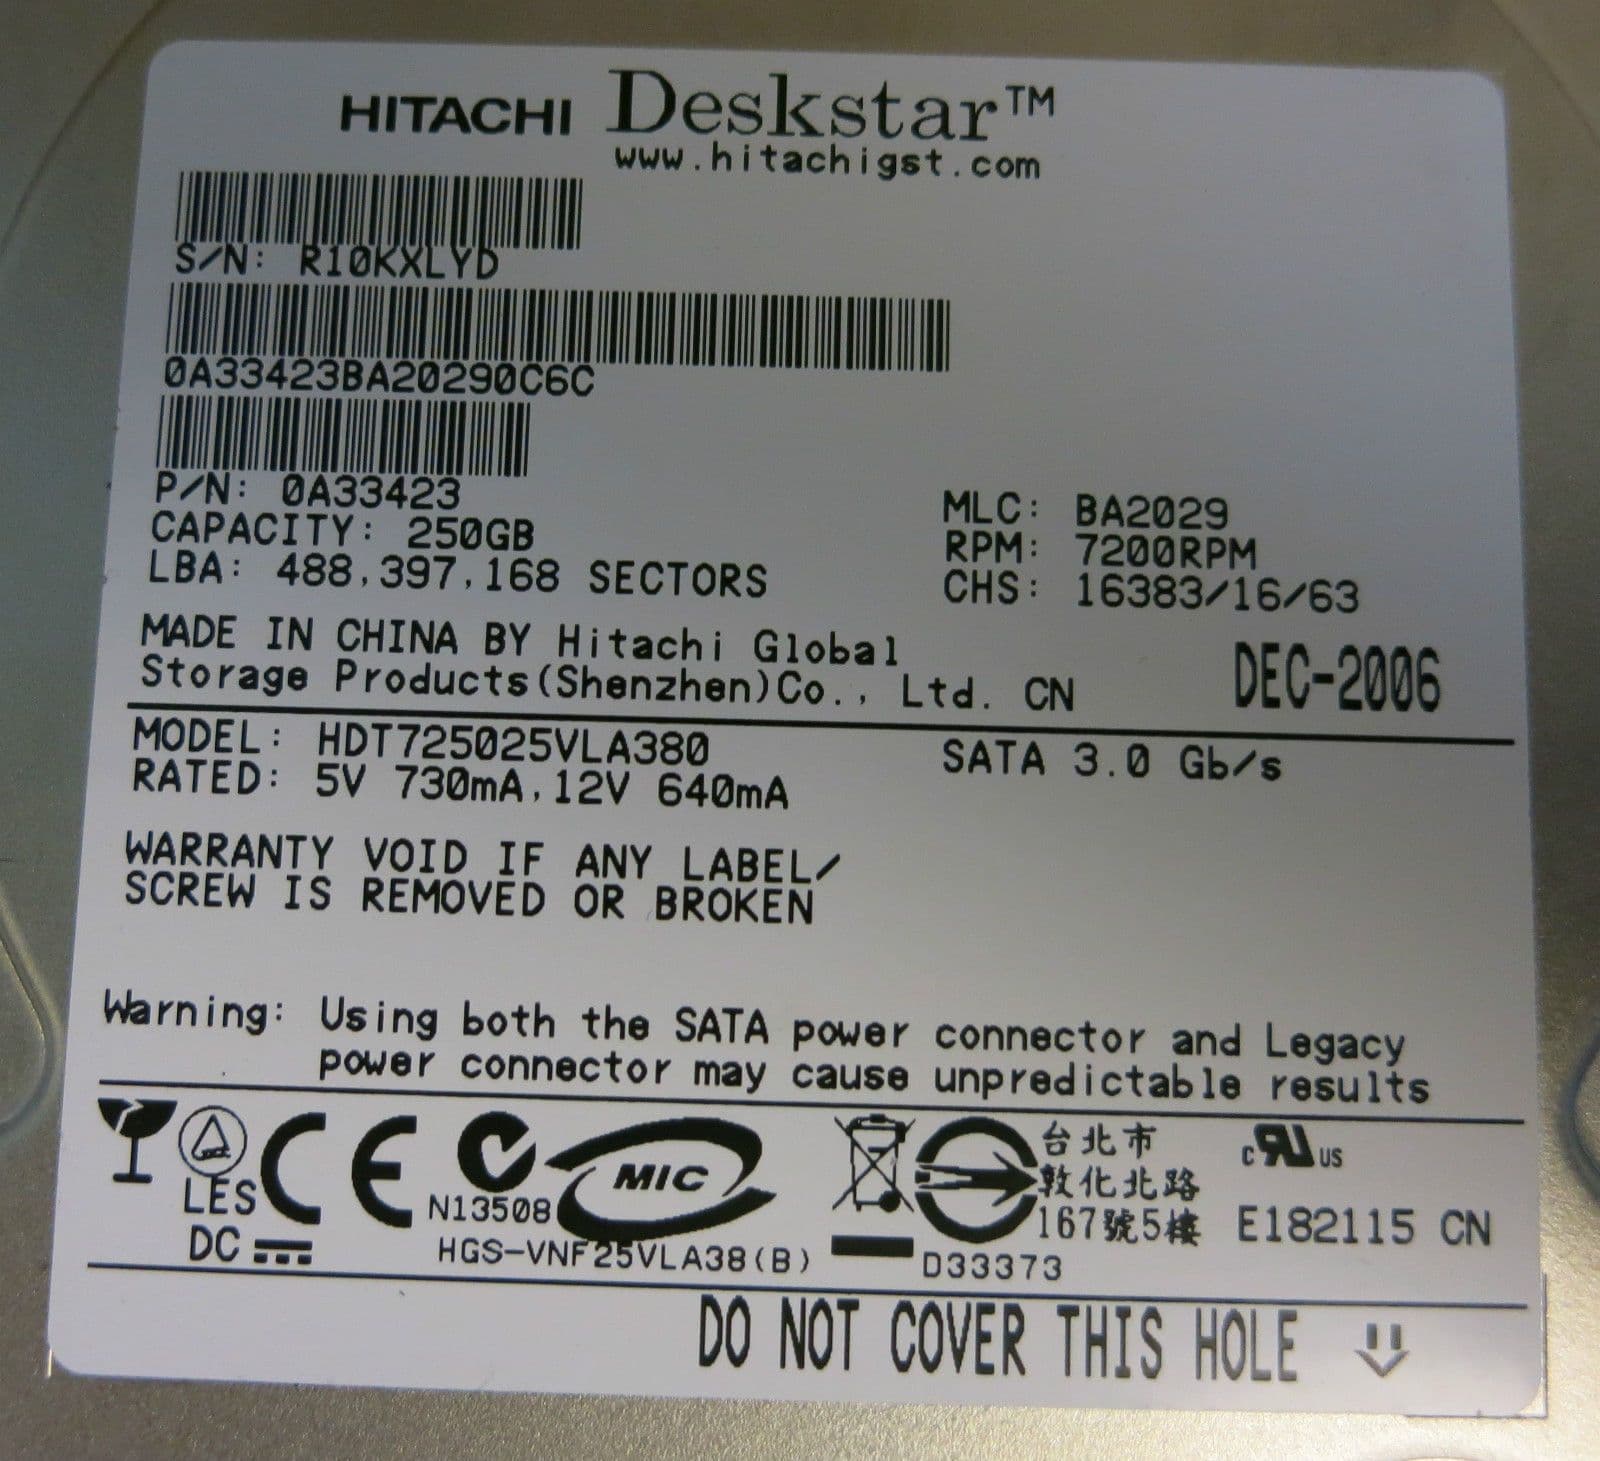 HITACHI Deskstar™
www.hitachigst.com
S/N: R10KXLYD
0A33423BA20290C6C
P/N: 0A33423
MLC: BA2029
CAPACITY: 250GB
RPM: 7200RPM
LBA: 488,397,168 SECTORS
CHS: 16383/16/63
MADE IN CHINA BY Hitachi Global
Storage Products(Shenzhen)Co., Ltd. CN
DEC-2006
MODEL: HDT725025VLA380
SATA 3.0 Gb/s
RATED: 5V 730mA, 12V 640mA
WARRANTY VOID IF ANY LABEL/
SCREW IS REMOVED OR BROKEN
Warning: Using both the SATA power connector and Legacy
power connector may cause unpredictable results
LES
DC
CE
N13508
MIC
HGS-VNF25VLA38(B)
D33373
台北市
敦化北路
167號5樓
c RU US
E182115 CN
DO NOT COVER THIS HOLE